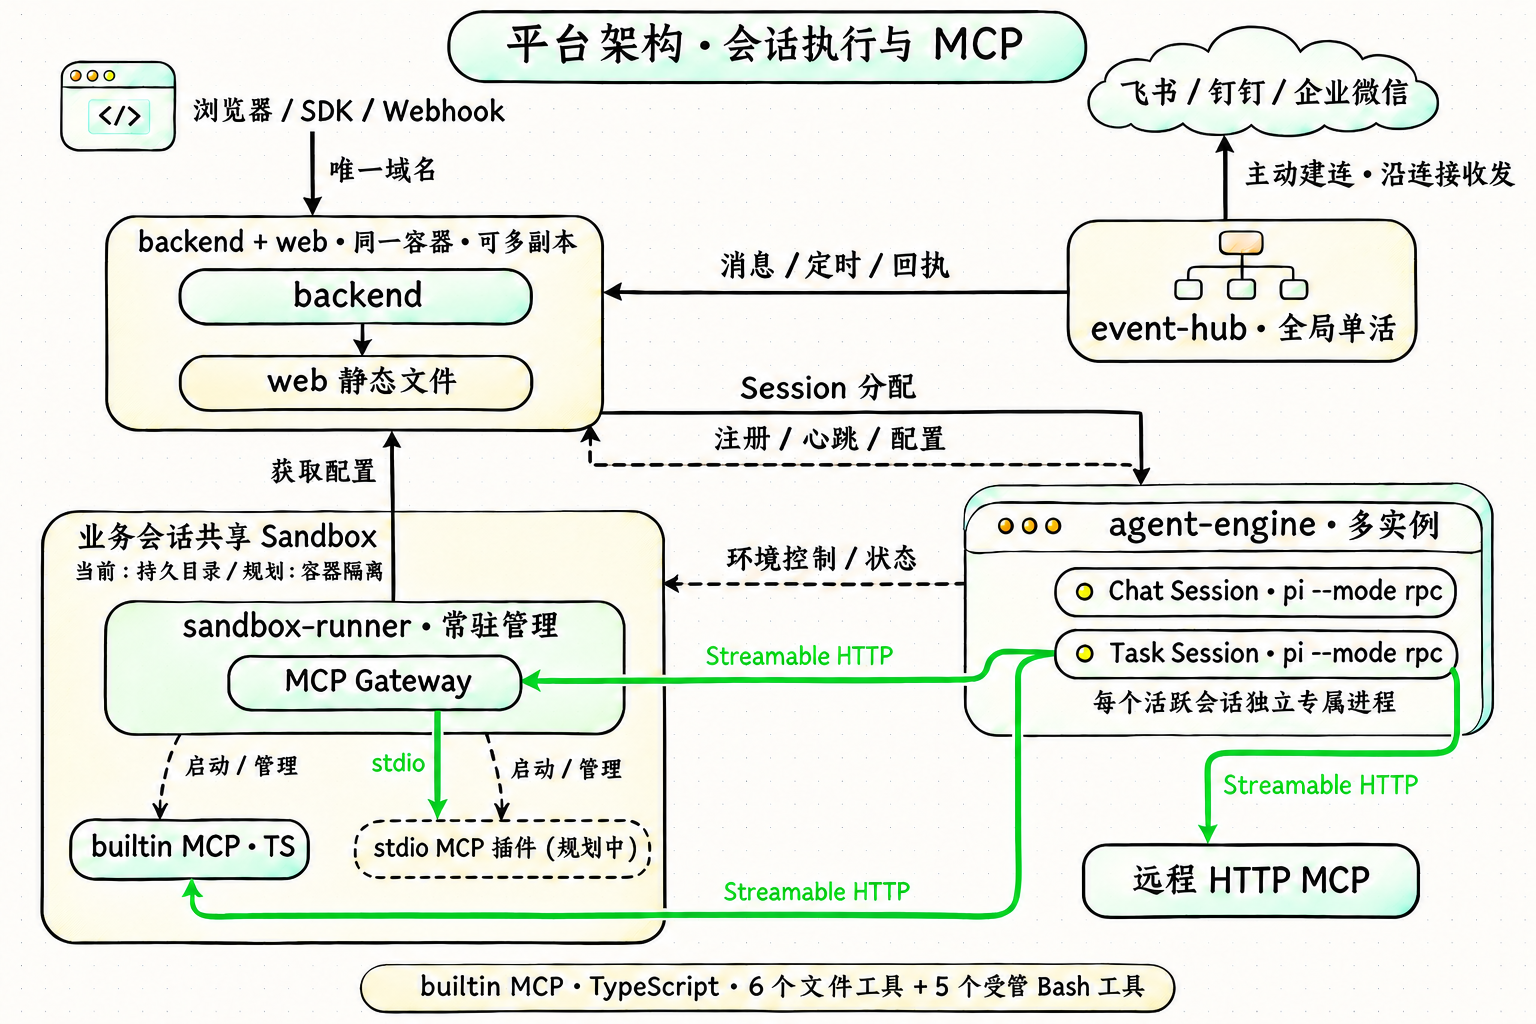 平台架构·会话执行与 MCP
</>
浏览器 / SDK / Webhook
唯一域名
飞书 / 钉钉 / 企业微信
主动建连·沿连接收发
backend + web·同一容器·可多副本
backend
web 静态文件
消息 / 定时 / 回执
event-hub·全局单活
Session 分配
注册 / 心跳 / 配置
获取配置
业务会话共享 Sandbox
当前：持久目录 / 规划：容器隔离
sandbox-runner·常驻管理
MCP Gateway
环境控制 / 状态
agent-engine·多实例
Chat Session·pi --mode rpc
Task Session·pi --mode rpc
每个活跃会话独立专属进程
Streamable HTTP
启动 / 管理
stdio
启动 / 管理
Streamable HTTP
builtin MCP·TS
stdio MCP 插件 (规划中)
远程 HTTP MCP
Streamable HTTP
builtin MCP·TypeScript·6 个文件工具 + 5 个受管 Bash 工具